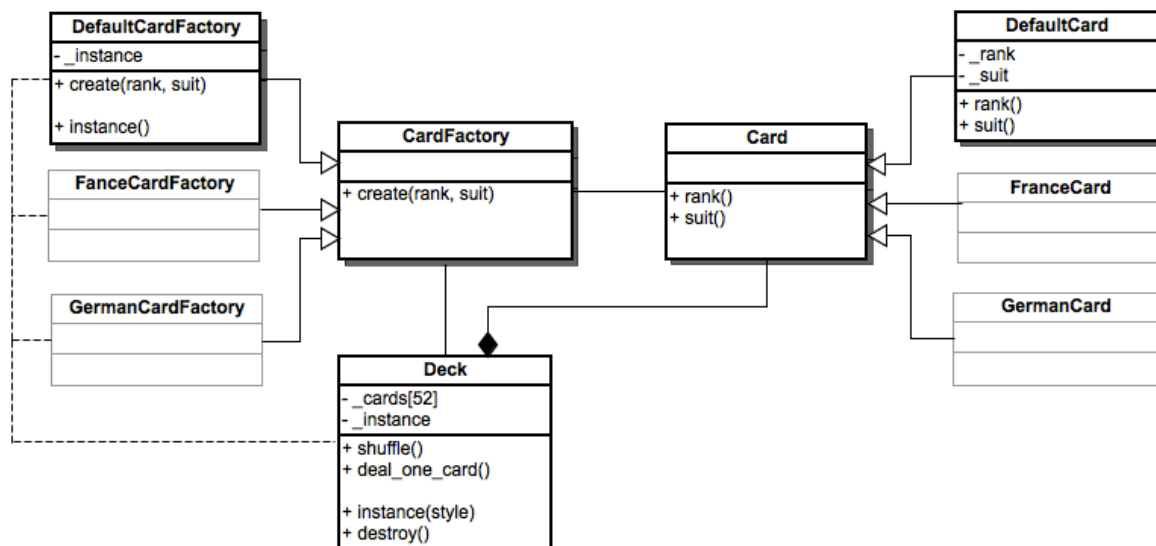 DefaultCardFactory
- _instance
+ create(rank, suit)
+ instance()
FanceCardFactory
GermanCardFactory
CardFactory
+ create(rank, suit)
Card
+ rank()
+ suit()
DefaultCard
- _rank
- _suit
+ rank()
+ suit()
FranceCard
GermanCard
Deck
- _cards[52]
- _instance
+ shuffle()
+ deal_one_card()
+ instance(style)
+ destroy()